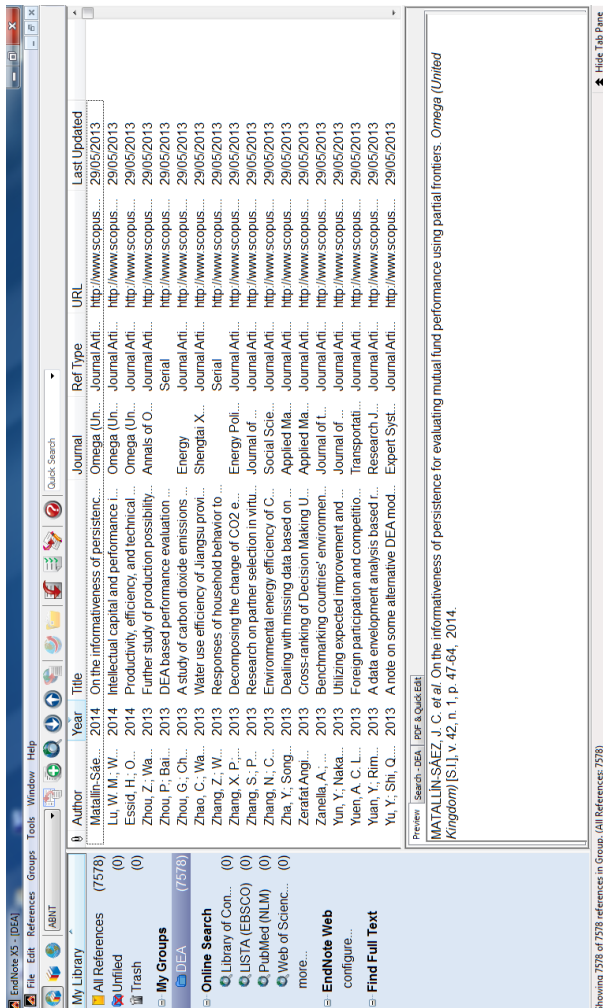 EndNote X5 - [DEA]
File Edit References Groups Tools Window Help
ABNT
Quick Search
My Library
All References (7578)
Unfiled (0)
Trash (0)
My Groups
DEA (7578)
Online Search
Library of Con... (0)
LISTA (EBSCO) (0)
PubMed (NLM) (0)
Web of Scienc... (0)
more...
EndNote Web
configure...
Find Full Text
Author Year Title Journal Ref Type URL Last Updated
Matallín-Sáe... 2014 On the informativeness of persistenc... Omega (Un... Journal Arti... http://www.scopus.... 29/05/2013
Lu, W. M.; W... 2014 Intellectual capital and performance i... Omega (Un... Journal Arti... http://www.scopus.... 29/05/2013
Essid, H.; O... 2014 Productivity, efficiency, and technical ... Omega (Un... Journal Arti... http://www.scopus.... 29/05/2013
Zhou, Z.; Wa... 2013 Further study of production possibility... Annals of O... Journal Arti... http://www.scopus.... 29/05/2013
Zhou, P.; Bai... 2013 DEA based performance evaluation ... Serial http://www.scopus.... 29/05/2013
Zhou, G.; Ch... 2013 A study of carbon dioxide emissions ... Energy Journal Arti... http://www.scopus.... 29/05/2013
Zhao, C.; Wa... 2013 Water use efficiency of Jiangsu provi... Shengtai X... Journal Arti... http://www.scopus.... 29/05/2013
Zhang, Z.; W... 2013 Responses of household behavior to ... Serial http://www.scopus.... 29/05/2013
Zhang, X. P.;... 2013 Decomposing the change of CO2 e... Energy Poli... Journal Arti... http://www.scopus.... 29/05/2013
Zhang, S.; P... 2013 Research on partner selection in virtu... Journal of ... Journal Arti... http://www.scopus.... 29/05/2013
Zhang, N.; C... 2013 Environmental energy efficiency of C... Social Scie... Journal Arti... http://www.scopus.... 29/05/2013
Zha, Y.; Song... 2013 Dealing with missing data based on ... Applied Ma... Journal Arti... http://www.scopus.... 29/05/2013
Zerafat Angi... 2013 Cross-ranking of Decision Making U... Applied Ma... Journal Arti... http://www.scopus.... 29/05/2013
Zanella, A.; ... 2013 Benchmarking countries' environmen... Journal of t... Journal Arti... http://www.scopus.... 29/05/2013
Yun, Y.; Naka... 2013 Utilizing expected improvement and ... Journal of ... Journal Arti... http://www.scopus.... 29/05/2013
Yuen, A. C. L... 2013 Foreign participation and competitio... Transportati... Journal Arti... http://www.scopus.... 29/05/2013
Yuan, Y.; Rim... 2013 A data envelopment analysis based r... Research J... Journal Arti... http://www.scopus.... 29/05/2013
Yu, Y.; Shi, Q... 2013 A note on some alternative DEA mod... Expert Syst... Journal Arti... http://www.scopus.... 29/05/2013
Preview Search - DEA PDF & Quick Edit
MATALLÍN-SÁEZ, J. C. et al. On the informativeness of persistence for evaluating mutual fund performance using partial frontiers. Omega (United
Kingdom) [S.I.], v. 42, n. 1, p. 47-64, 2014.
Showing 7578 of 7578 references in Group. (All References: 7578)
Hide Tab Pane